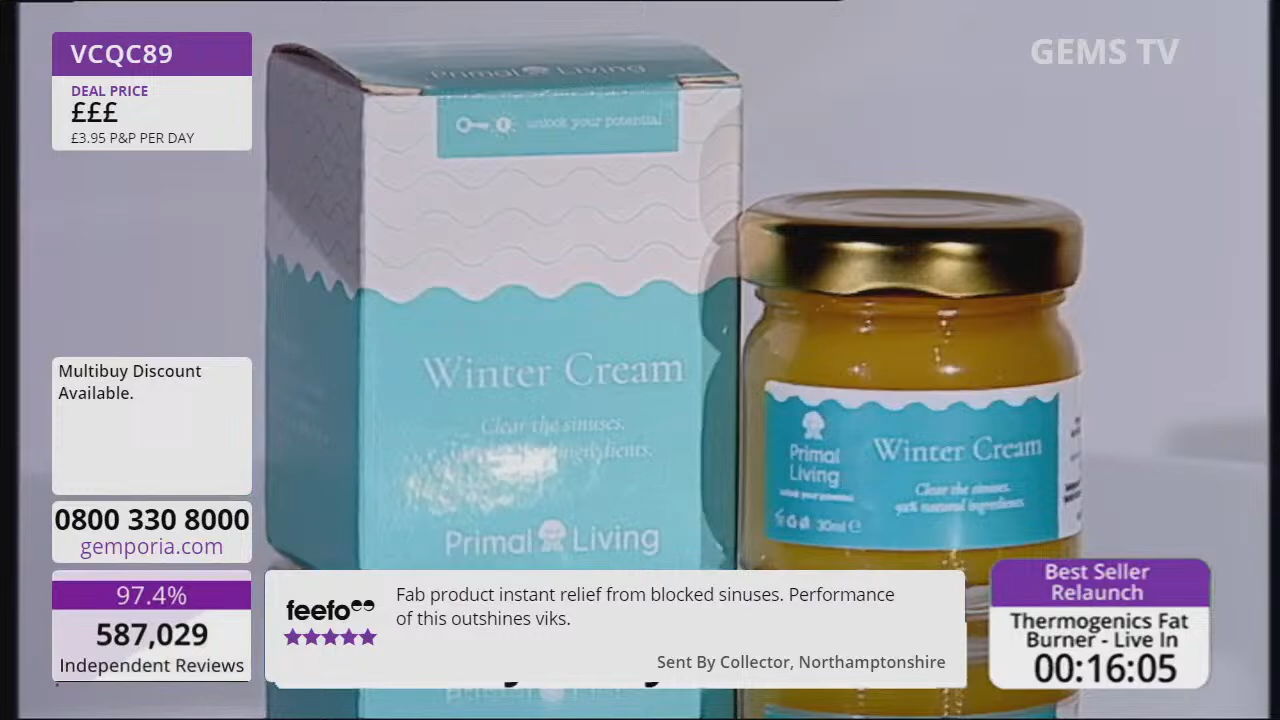 VCQC89
DEAL PRICE
£££
£3.95 P&P PER DAY
GEMS TV
Primal Living
unlock your potential
Winter Cream
Clear the sinuses.
ingredients.
Primal Living
Primal
Living
unlock your potential
Winter Cream
Clear the sinuses.
natural ingredients
30ml e
Multibuy Discount
Available.
0800 330 8000
gemporia.com
97.4%
587,029
Independent Reviews
feefo
Fab product instant relief from blocked sinuses. Performance
of this outshines viks.
Sent By Collector, Northamptonshire
Best Seller
Relaunch
Thermogenics Fat
Burner - Live In
00:16:05